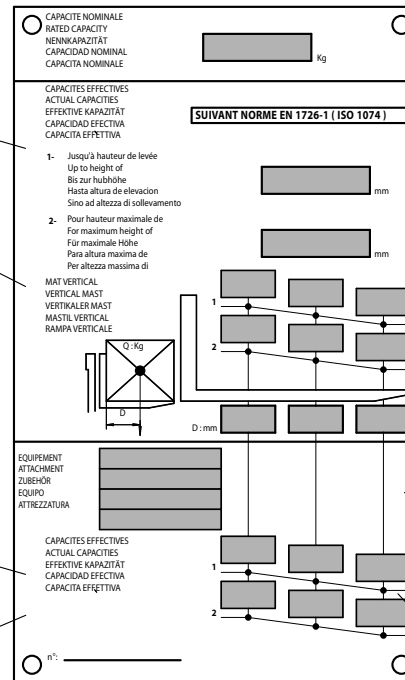 CAPACITE NOMINALE
RATED CAPACITY
NENNKAPAZITÄT
CAPACIDAD NOMINAL
CAPACITA NOMINALE
Kg
CAPACITES EFFECTIVES
ACTUAL CAPACITIES
EFFEKTIVE KAPAZITÄT
CAPACIDAD EFECTIVA
CAPACITA EFFETTIVA
SUIVANT NORME EN 1726-1 ( ISO 1074 )
1- Jusqu'à hauteur de levée
Up to height of
Bis zur hubhöhe
Hasta altura de elevacion
Sino ad altezza di sollevamento
mm
2- Pour hauteur maximale de
For maximum height of
Für maximale Höhe
Para altura maxima de
Per altezza massima di
mm
MAT VERTICAL
VERTICAL MAST
VERTIKALER MAST
MASTIL VERTICAL
RAMPA VERTICALE
1
2
Q : Kg
D
D : mm
EQUIPEMENT
ATTACHMENT
ZUBEHÖR
EQUIPO
ATTREZZATURA
CAPACITES EFFECTIVES
ACTUAL CAPACITIES
EFFEKTIVE KAPAZITÄT
CAPACIDAD EFECTIVA
CAPACITA EFFETTIVA
1
2
n°: